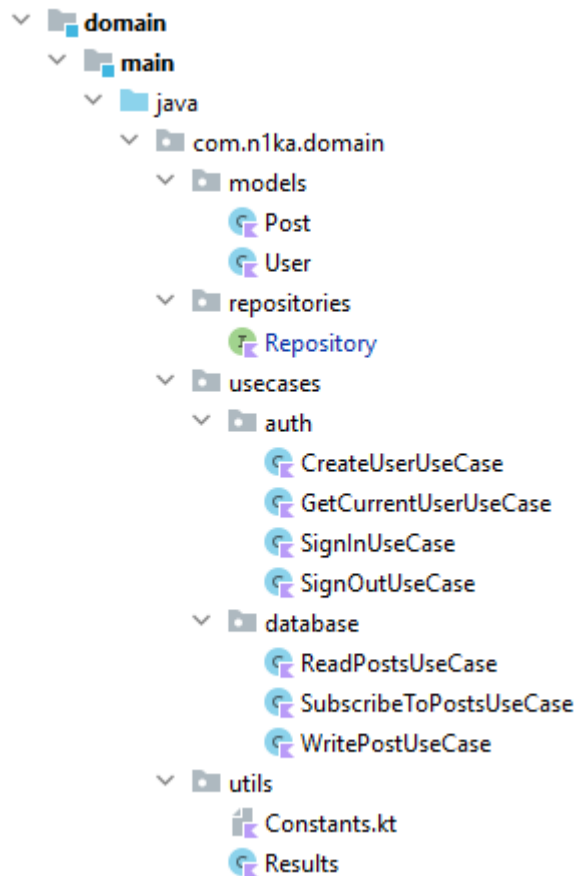 domain
main
java
com.n1ka.domain
models
Post
User
repositories
Repository
usecases
auth
CreateUserUseCase
GetCurrentUserUseCase
SignInUseCase
SignOutUseCase
database
ReadPostsUseCase
SubscribeToPostsUseCase
WritePostUseCase
utils
Constants.kt
Results